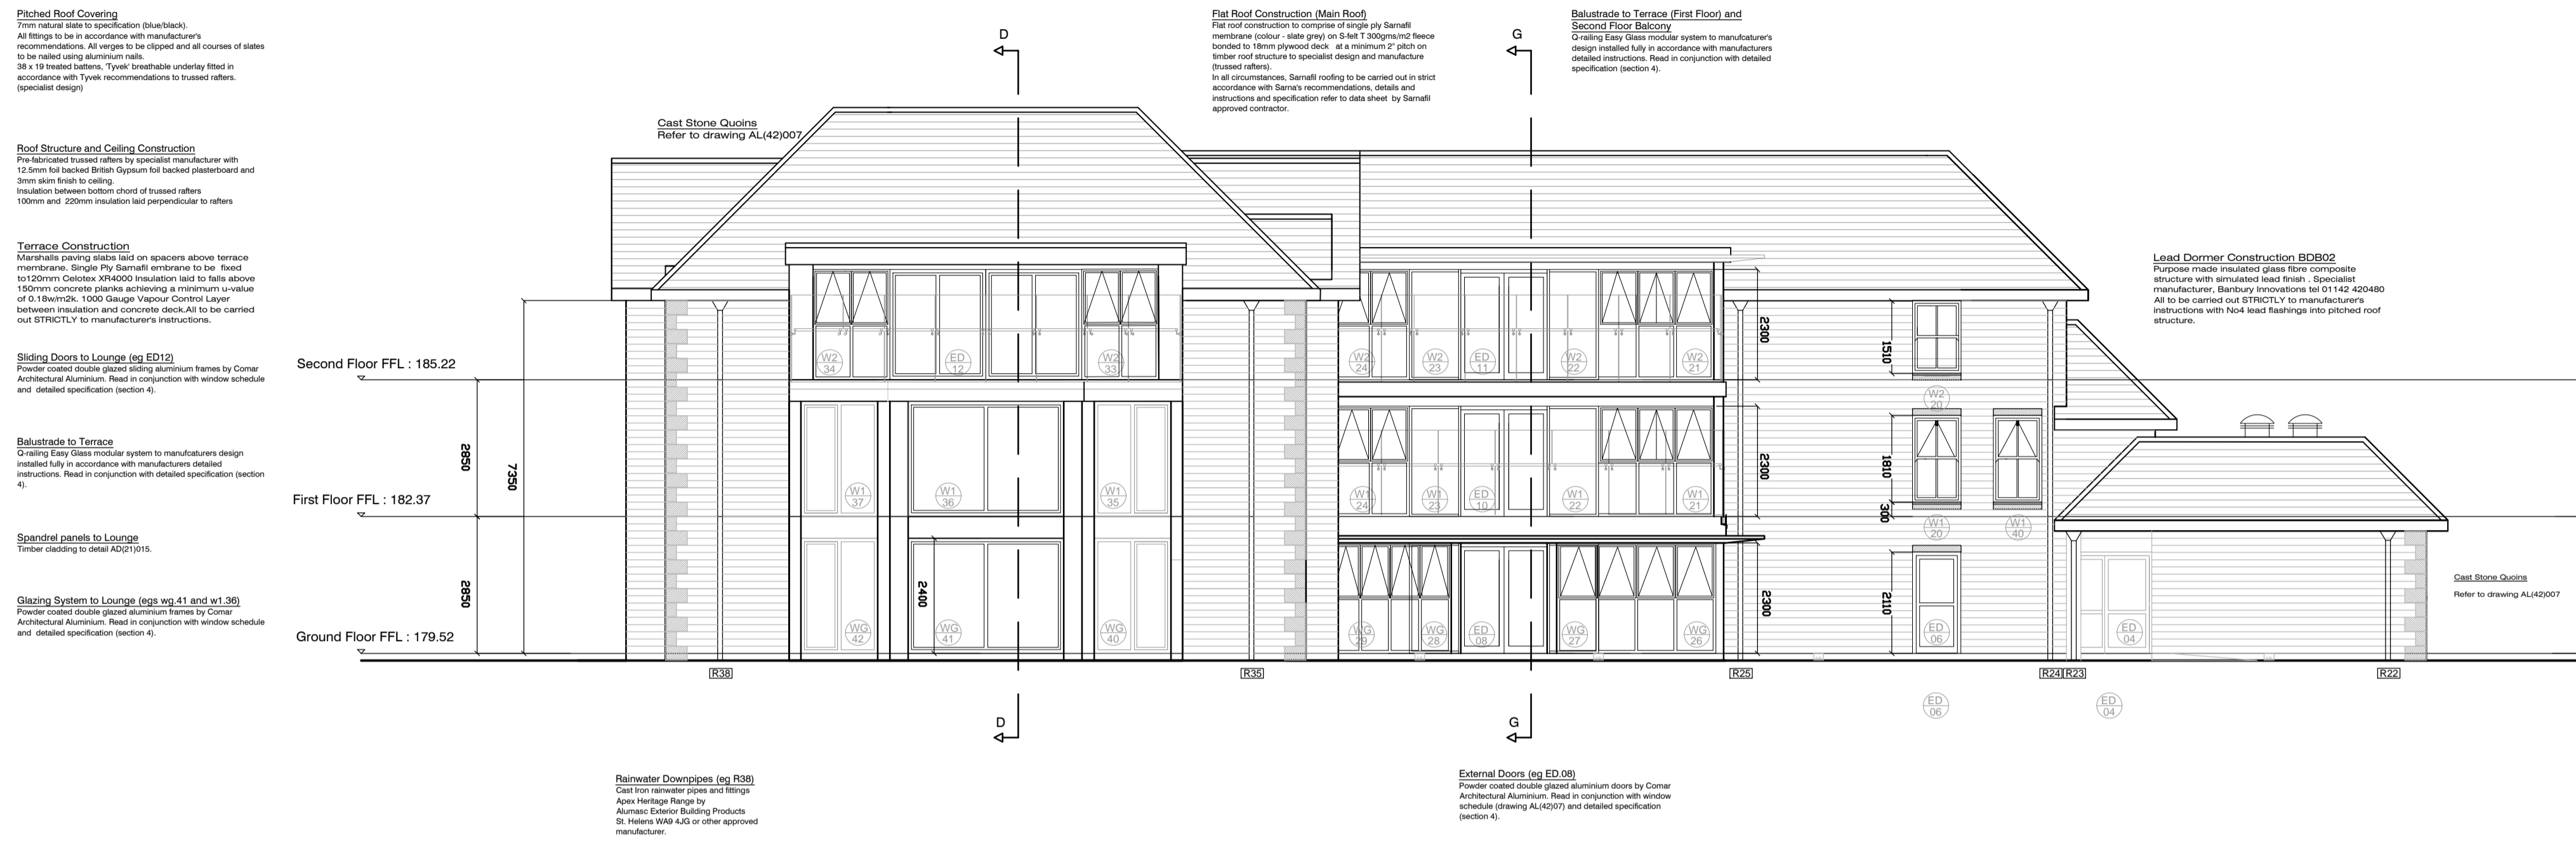 Pitched Roof Covering
7mm natural slate to specification (blue/black).
All fittings to be in accordance with manufacturer's
recommendations. All verges to be clipped and all courses of slates
to be nailed using aluminium nails.
38 x 19 treated battens, 'Tyvek' breathable underlay fitted in
accordance with Tyvek recommendations to trussed rafters.
(specialist design)
Roof Structure and Ceiling Construction
Pre-fabricated trussed rafters by specialist manufacturer with
12.5mm foil backed British Gypsum foil backed plasterboard and
3mm skim finish to ceiling.
Insulation between bottom chord of trussed rafters
100mm and 220mm insulation laid perpendicular to rafters
Terrace Construction
Marshalls paving slabs laid on spacers above terrace
membrane. Single Ply Sarnafil embrane to be fixed
to120mm Celotex XR4000 Insulation laid to falls above
150mm concrete planks achieving a minimum u-value
of 0.18w/m2k. 1000 Gauge Vapour Control Layer
between insulation and concrete deck.All to be carried
out STRICTLY to manufacturer's instructions.
Sliding Doors to Lounge (eg ED12)
Powder coated double glazed sliding aluminium frames by Comar
Architectural Aluminium. Read in conjunction with window schedule
and detailed specification (section 4).
Balustrade to Terrace
Q-railing Easy Glass modular system to manufcaturers design
installed fully in accordance with manufacturers detailed
instructions. Read in conjunction with detailed specification (section
4).
Spandrel panels to Lounge
Timber cladding to detail AD(21)015.
Glazing System to Lounge (egs wg.41 and w1.36)
Powder coated double glazed aluminium frames by Comar
Architectural Aluminium. Read in conjunction with window schedule
and detailed specification (section 4).
Second Floor FFL : 185.22
First Floor FFL : 182.37
Ground Floor FFL : 179.52
2850
2850
7350
Cast Stone Quoins
Refer to drawing AL(42)007
D
Flat Roof Construction (Main Roof)
Flat roof construction to comprise of single ply Sarnafil
membrane (colour - slate grey) on S-felt T 300gms/m2 fleece
bonded to 18mm plywood deck at a minimum 2° pitch on
timber roof structure to specialist design and manufacture
(trussed rafters).
In all circumstances, Sarnafil roofing to be carried out in strict
accordance with Sarna's recommendations, details and
instructions and specification refer to data sheet by Sarnafil
approved contractor.
G
Balustrade to Terrace (First Floor) and
Second Floor Balcony
Q-railing Easy Glass modular system to manufcaturer's
design installed fully in accordance with manufacturers
detailed instructions. Read in conjunction with detailed
specification (section 4).
Lead Dormer Construction BDB02
Purpose made insulated glass fibre composite
structure with simulated lead finish . Specialist
manufacturer, Banbury Innovations tel 01142 420480
All to be carried out STRICTLY to manufacturer's
instructions with No4 lead flashings into pitched roof
structure.
W2
34
ED
12
W2
33
W2
24
W2
23
ED
11
W2
22
W2
21
2300
1510
W2
20
W1
37
W1
36
W1
35
W1
24
W1
23
ED
10
W1
22
W1
21
2300
1810
300
W1
20
W1
40
WG
42
WG
41
2400
WG
40
WG
29
WG
28
ED
08
WG
27
WG
26
2300
2110
ED
06
ED
04
Cast Stone Quoins
Refer to drawing AL(42)007
R38
R35
R25
R24
R23
R22
ED
06
ED
04
D
G
Rainwater Downpipes (eg R38)
Cast Iron rainwater pipes and fittings
Apex Heritage Range by
Alumasc Exterior Building Products
St. Helens WA9 4JG or other approved
manufacturer.
External Doors (eg ED.08)
Powder coated double glazed aluminium doors by Comar
Architectural Aluminium. Read in conjunction with window
schedule (drawing AL(42)07) and detailed specification
(section 4).